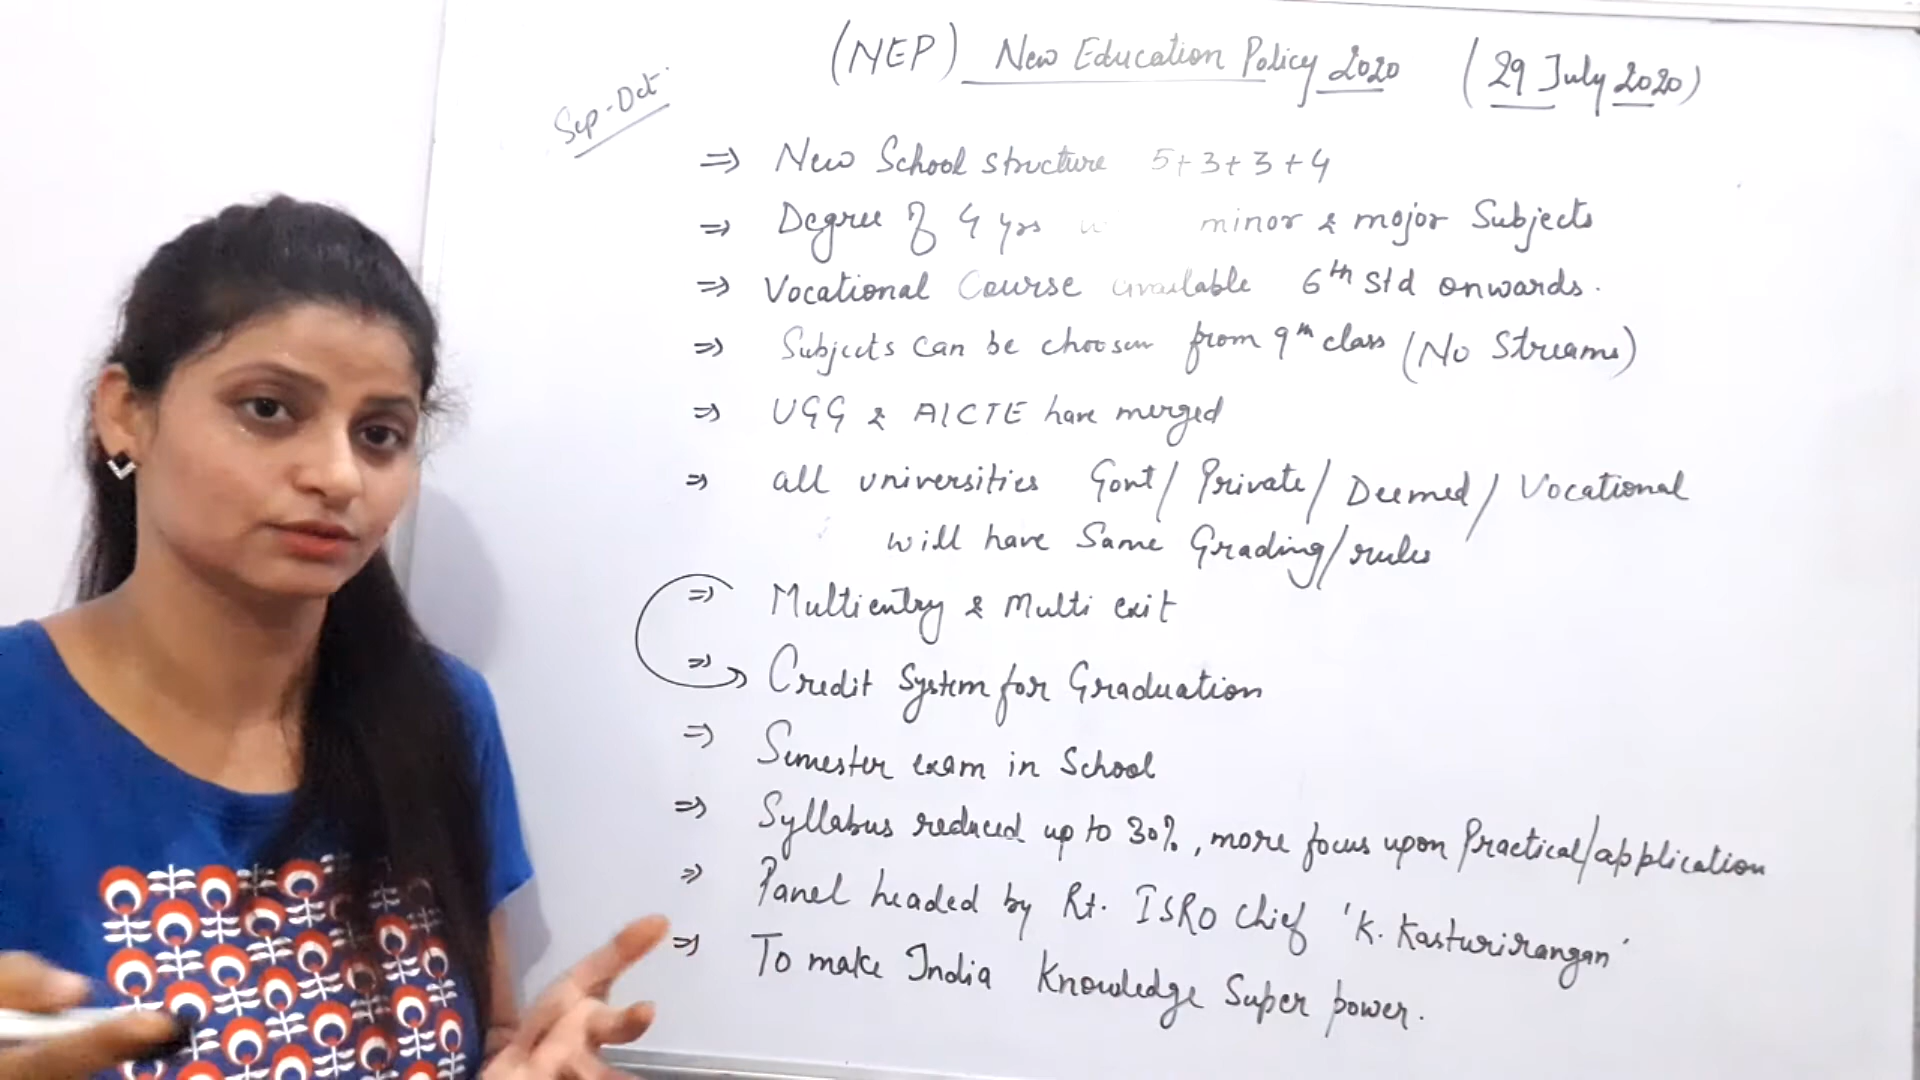 (NEP) New Education Policy 2020 (29 July 2020)
Sep-Oct.
⇒ New School structure 5+3+3+4
⇒ Degree of 4 yrs minor & mojor Subjects
⇒ Vocational Course available 6th Std onwards.
⇒ Subjects can be choosen from 9th class (No Streams)
⇒ UGG & AICTE have merged
⇒ all universities Govt/ Private/ Deemed/ Vocational
will have Same Grading/rules
⇒ Multientry & Multi exit
⇒ Credit System for Graduation
⇒ Semester exam in School
⇒ Syllabus reduced up to 30%, more focus upon Practical/application
⇒ Panel headed by Rt. ISRO Chief 'K. Kasturirangan'
⇒ To make India Knowledge Super power.